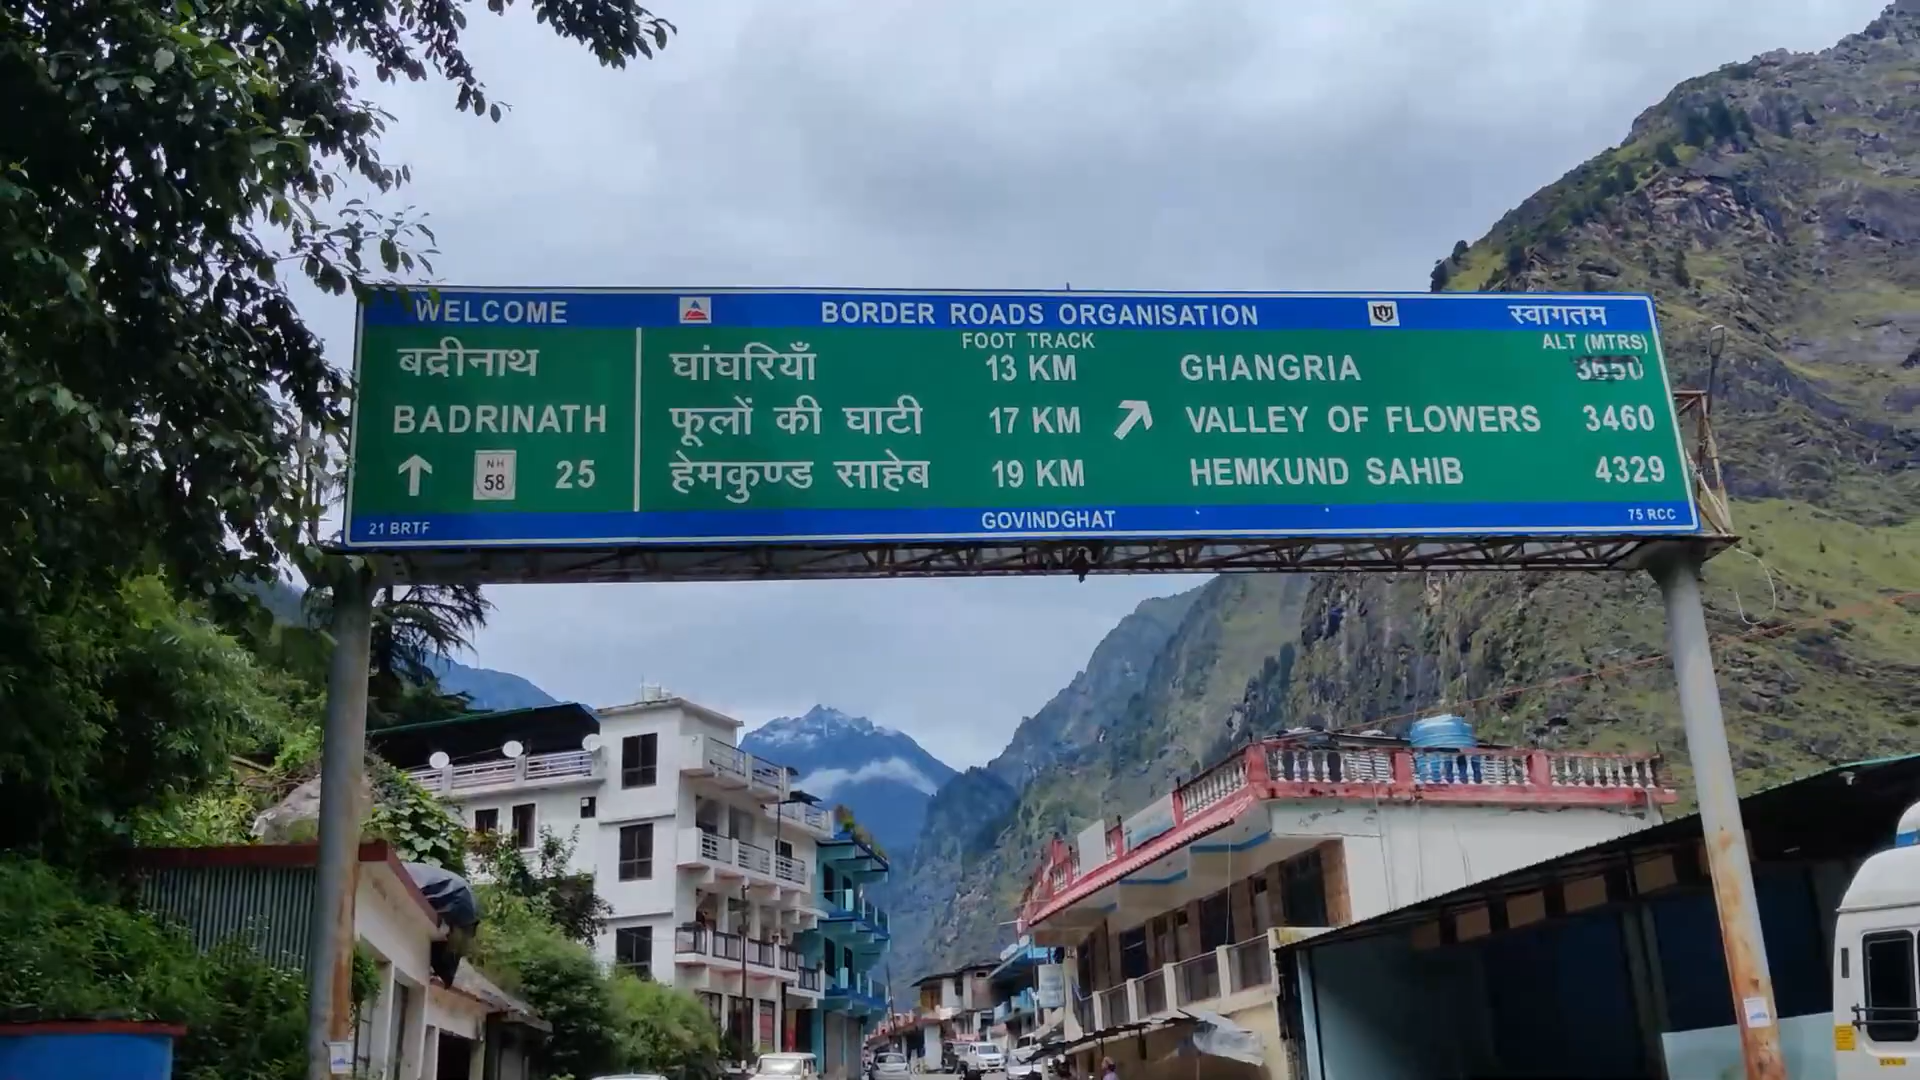 WELCOME BORDER ROADS ORGANISATION स्वागतम
FOOT TRACK ALT (MTRS)
बद्रीनाथ घांघरियाँ 13 KM GHANGRIA
BADRINATH फूलों की घाटी 17 KM VALLEY OF FLOWERS 3460
NH 58 25 हेमकुण्ड साहेब 19 KM HEMKUND SAHIB 4329
21 BRTF GOVINDGHAT 75 RCC